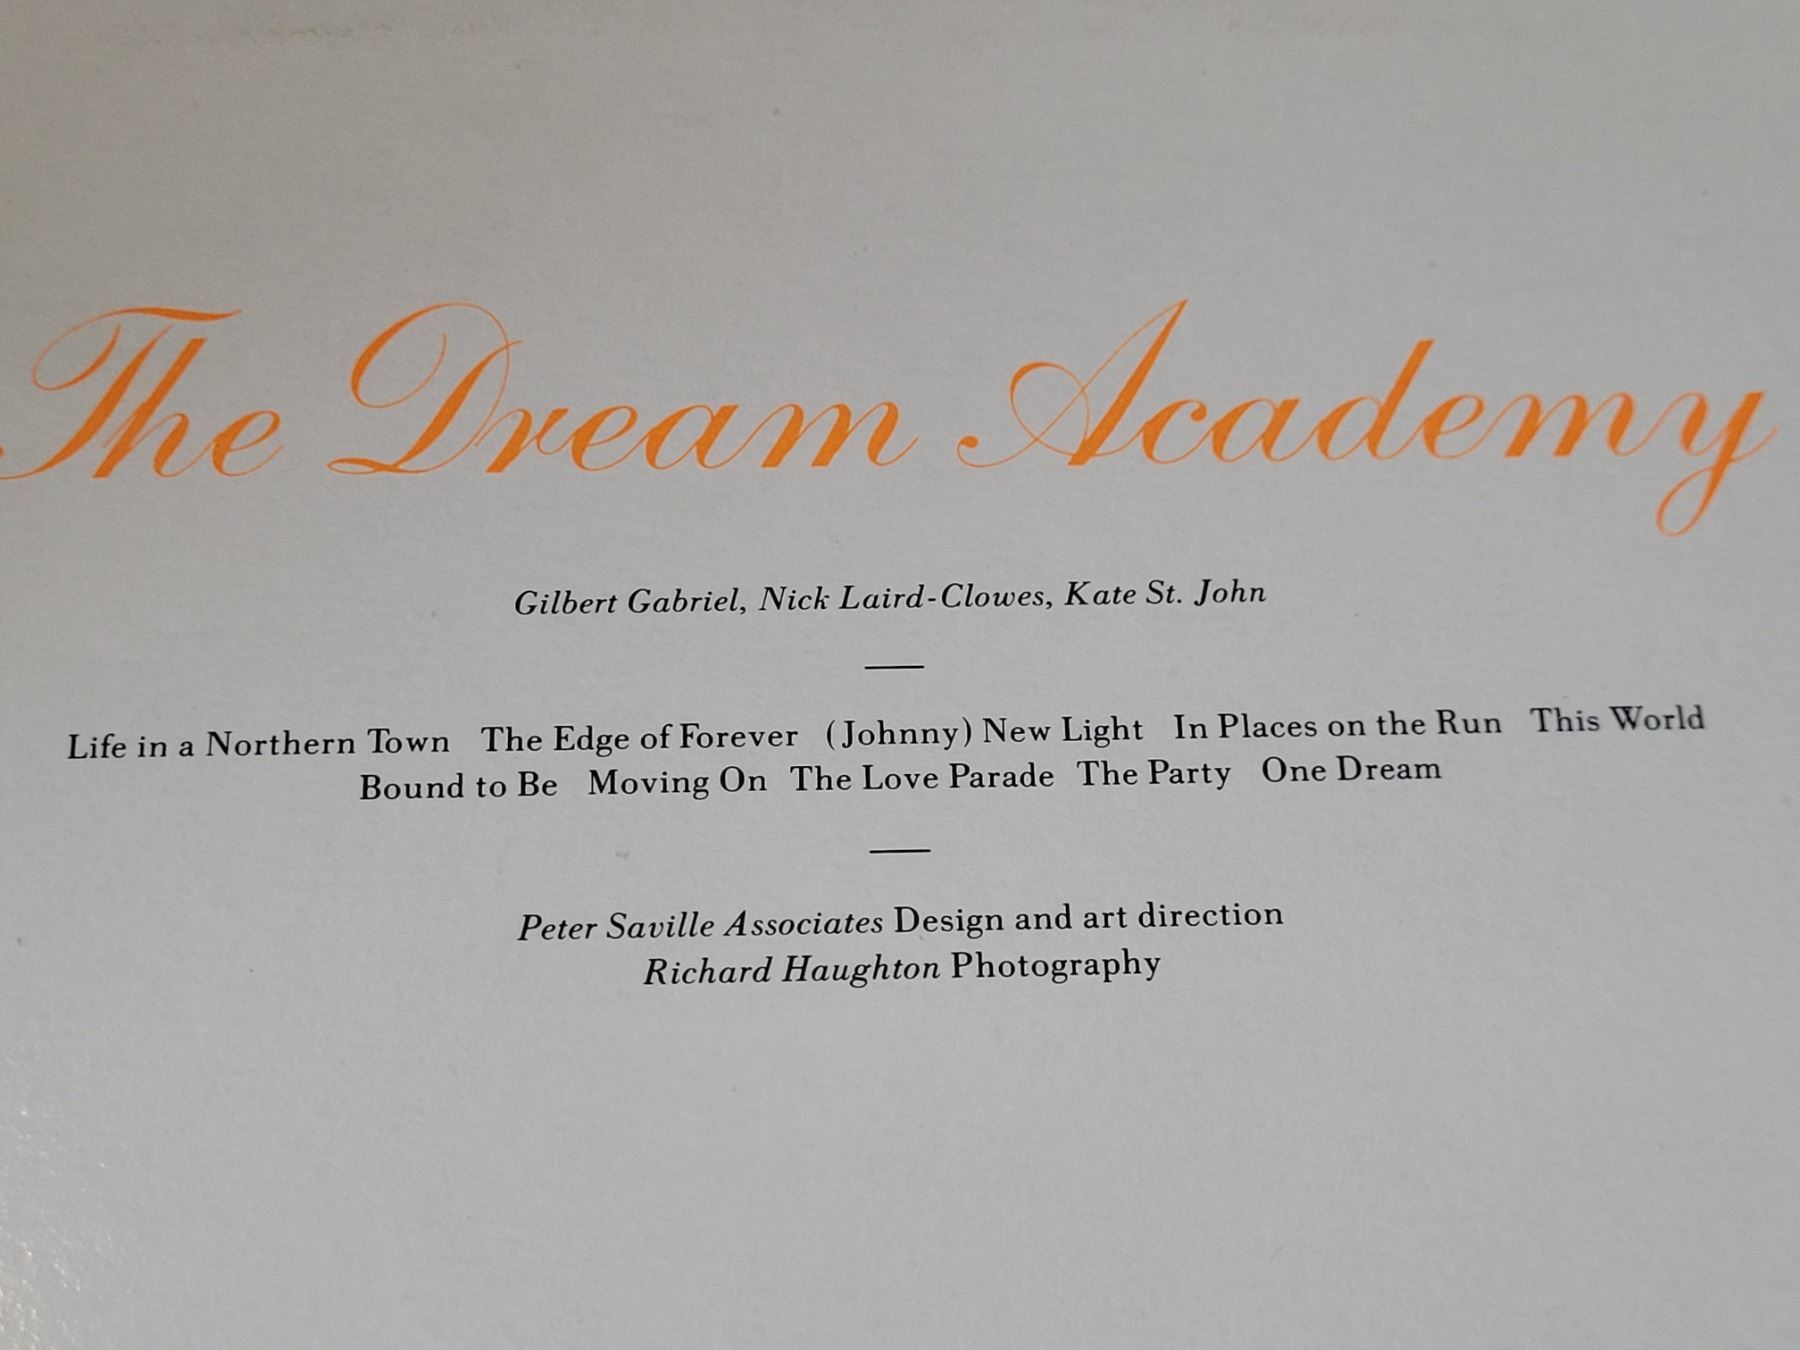 The Dream Academy
Gilbert Gabriel, Nick Laird-Clowes, Kate St. John
Life in a Northern Town The Edge of Forever (Johnny) New Light In Places on the Run This World
Bound to Be Moving On The Love Parade The Party One Dream
Peter Saville Associates Design and art direction
Richard Haughton Photography